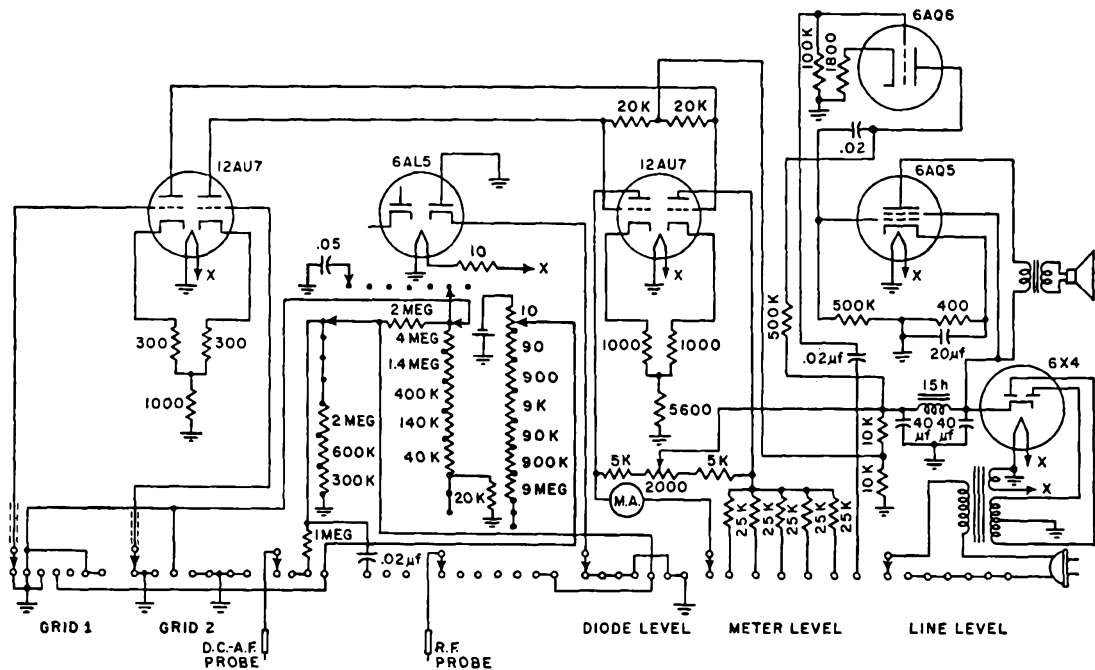 6AQ6
100K
1800
20K 20K
.02
12AU7
6AL5
12AU7
6AQ5
.05
10
X
X
X
X
2 MEG
10
500K
400
300
300
4 MEG
90
1000
1000
500K
20µf
.02µf
6X4
1.4MEG
900
15h
400K
9K
1000
2 MEG
140K
90K
5600
10K
40 µf
40 µf
X
600K
40K
900K
5K
5K
300K
20K
9MEG
2000
10K
X
M.A.
25K
25K
25K
25K
25K
1MEG
.02µf
GRID 1
GRID 2
DIODE LEVEL
METER LEVEL
LINE LEVEL
D.C.-A.F.
PROBE
R.F.
PROBE